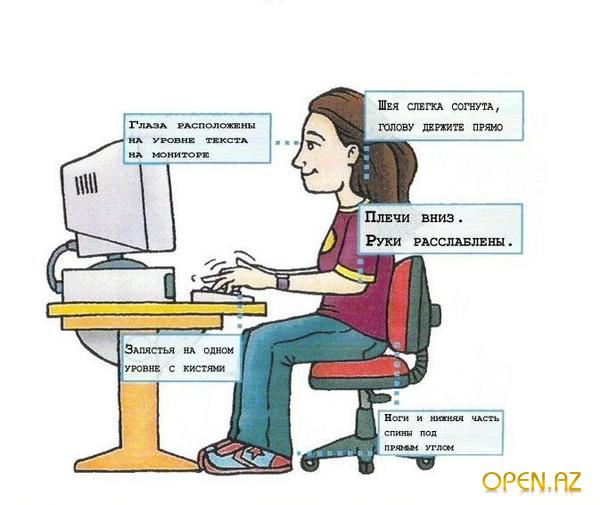 Шея слегка согнута,
голову держите прямо
Глаза расположены
на уровне текста
на мониторе
Плечи вниз.
Руки расслаблены.
Запястья на одном
уровне с кистями
Ноги и нижняя часть
спины под
прямым углом
OPEN.AZ